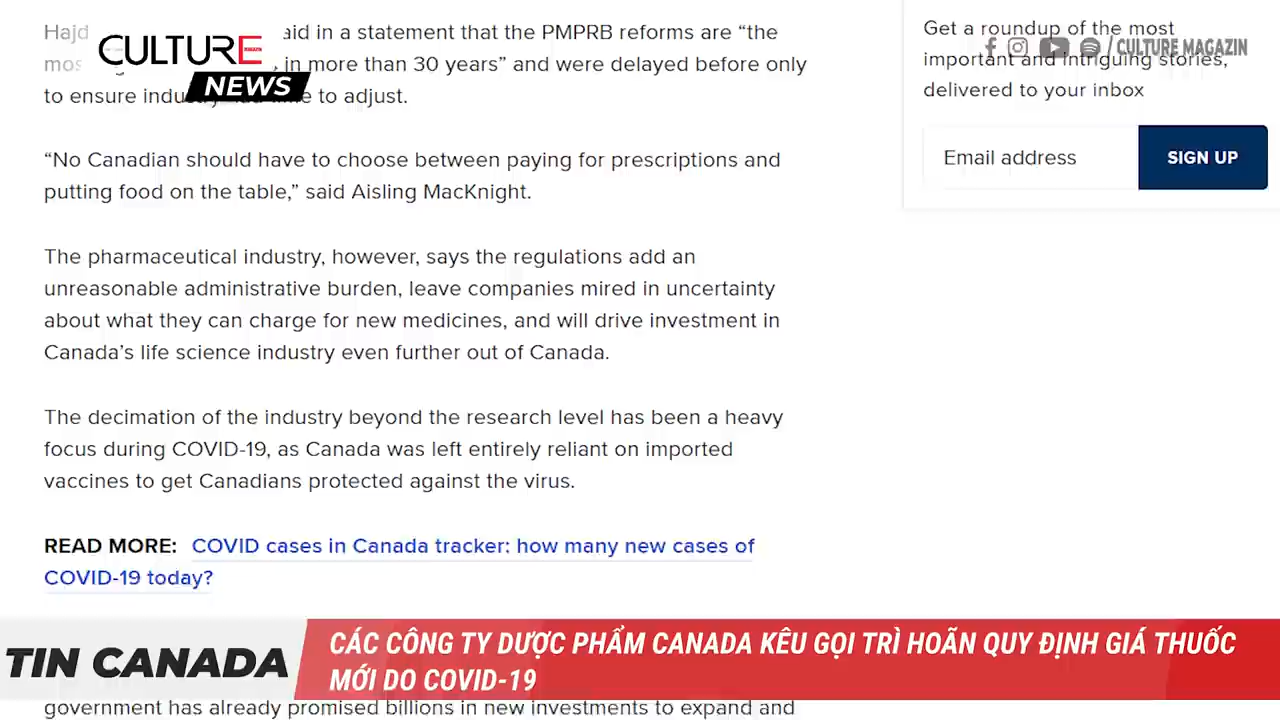 Hajd
aid in a statement that the PMPRB reforms are “the
CULTURE
MAGAZIN
NEWS
in more than 30 years” and were delayed before only
to ensure to adjust.
“No Canadian should have to choose between paying for prescriptions and
putting food on the table,” said Aisling MacKnight.
The pharmaceutical industry, however, says the regulations add an
unreasonable administrative burden, leave companies mired in uncertainty
about what they can charge for new medicines, and will drive investment in
Canada’s life science industry even further out of Canada.
The decimation of the industry beyond the research level has been a heavy
focus during COVID-19, as Canada was left entirely reliant on imported
vaccines to get Canadians protected against the virus.
READ MORE: COVID cases in Canada tracker: how many new cases of
COVID-19 today?
government has already promised billions in new investments to expand and
Get a roundup of the most
important and intriguing stories,
delivered to your inbox
/ CULTURE MAGAZIN
Email address
SIGN UP
TIN CANADA
CÁC CÔNG TY DƯỢC PHẨM CANADA KÊU GỌI TRÌ HOÃN QUY ĐỊNH GIÁ THUỐC
MỚI DO COVID-19